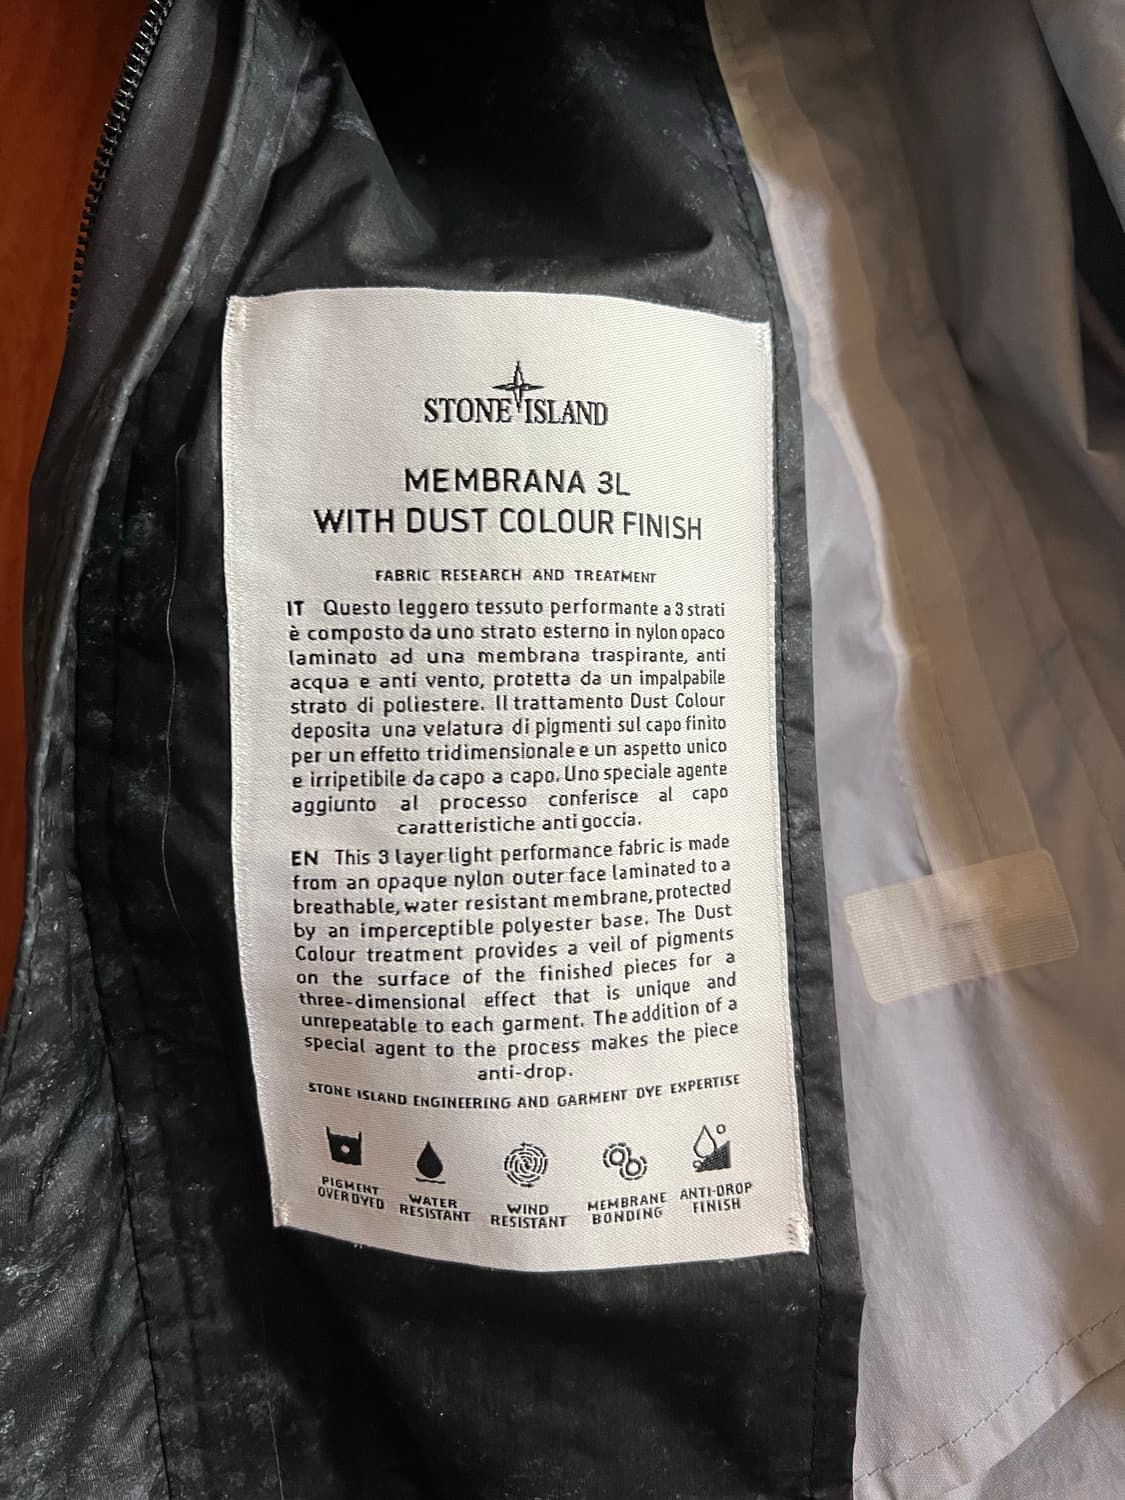 STONE ISLAND
MEMBRANA 3L
WITH DUST COLOUR FINISH
FABRIC RESEARCH AND TREATMENT
IT Questo leggero tessuto performante a 3 strati
è composto da uno strato esterno in nylon opaco
laminato ad una membrana traspirante, anti
acqua e anti vento, protetta da un impalpabile
strato di poliestere. Il trattamento Dust Colour
deposita una velatura di pigmenti sul capo finito
per un effetto tridimensionale e un aspetto unico
e irripetibile da capo a capo. Uno speciale agente
aggiunto al processo conferisce al capo
caratteristiche anti goccia.
EN This 3 layer light performance fabric is made
from an opaque nylon outer face laminated to a
breathable, water resistant membrane, protected
by an imperceptible polyester base. The Dust
Colour treatment provides a veil of pigments
on the surface of the finished pieces for a
three-dimensional effect that is unique and
unrepeatable to each garment. The addition of a
special agent to the process makes the piece
anti-drop.
STONE ISLAND ENGINEERING AND GARMENT DYE EXPERTISE
PIGMENT
OVER DYED
WATER
RESISTANT
WIND
RESISTANT
MEMBRANE
BONDING
ANTI-DROP
FINISH